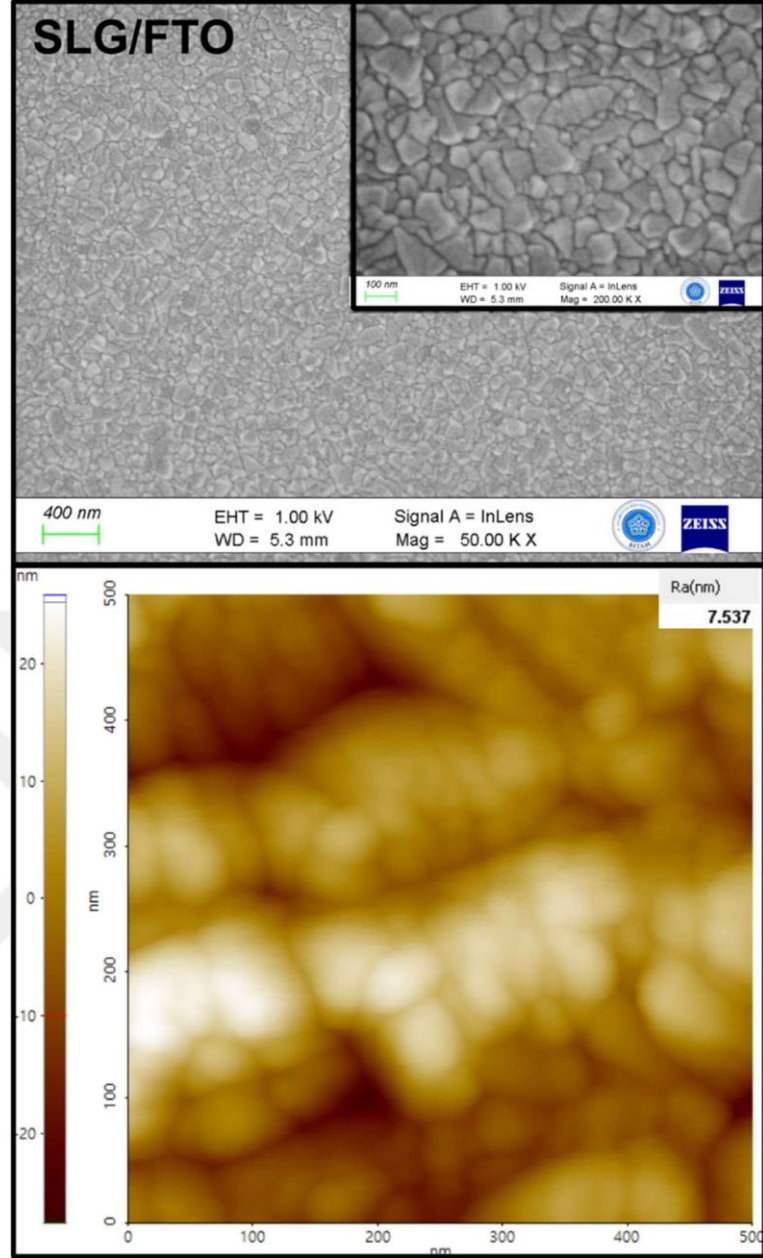 SLG/FTO
100 nm
EHT = 1.00 kV
WD = 5.3 mm
Signal A = InLens
Mag = 200.00 K X
ZEISS
400 nm
EHT = 1.00 kV
WD = 5.3 mm
Signal A = InLens
Mag = 50.00 K X
ZEISS
nm
20
10
0
-10
-20
Ra(nm)
7.537
500
400
300
200
100
0
nm
0
100
200
300
400
500
nm